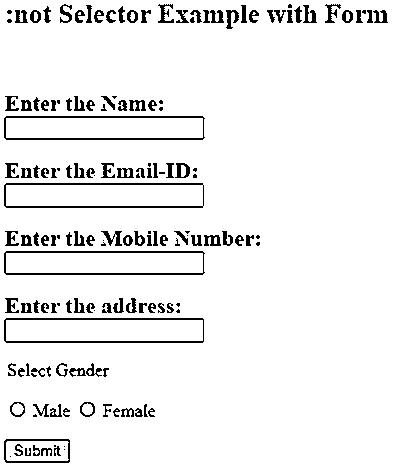 :not Selector Example with Form
Enter the Name:
Enter the Email-ID:
Enter the Mobile Number:
Enter the address:
Select Gender
Male Female
Submit